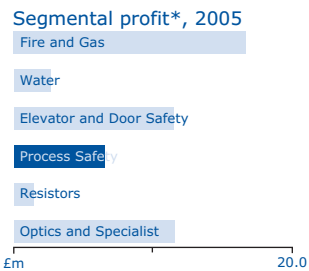 Segmental profit*, 2005
Fire and Gas
Water
Elevator and Door Safety
Process Safety
Resistors
Optics and Specialist
£m 20.0